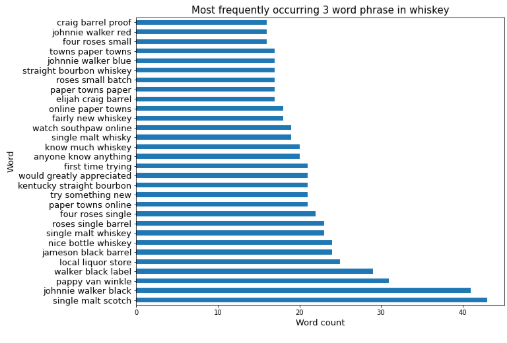 Most frequently occurring 3 word phrase in whiskey
craig barrel proof
johnnie walker red
four roses small
towns paper towns
johnnie walker blue
straight bourbon whiskey
roses small batch
paper towns paper
elijah craig barrel
online paper towns
fairly new whiskey
watch southpaw online
single malt whisky
know much whiskey
anyone know anything
first time trying
would greatly appreciated
kentucky straight bourbon
try something new
paper towns online
four roses single
roses single barrel
single malt whiskey
nice bottle whiskey
jameson black barrel
local liquor store
walker black label
pappy van winkle
johnnie walker black
single malt scotch
Word
0 10 20 30 40
Word count